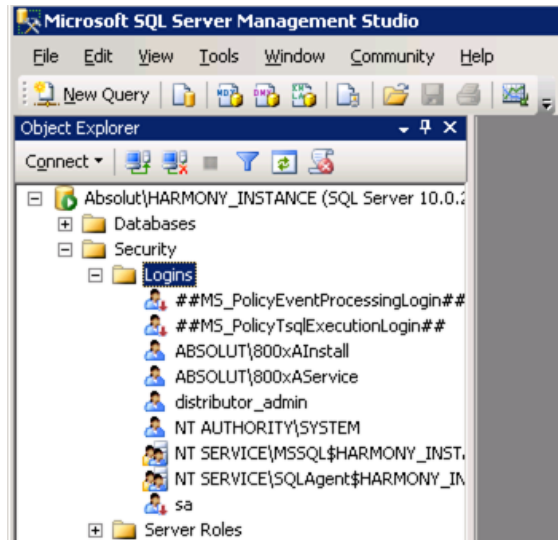 Microsoft SQL Server Management Studio
File Edit View Tools Window Community Help
New Query
Object Explorer
Connect
Absolut\HARMONY_INSTANCE (SQL Server 10.0.
Databases
Security
Logins
##MS_PolicyEventProcessingLogin##
##MS_PolicyTsqlExecutionLogin##
ABSOLUT\800xAInstall
ABSOLUT\800xAService
distributor_admin
NT AUTHORITY\SYSTEM
NT SERVICE\MSSQL$HARMONY_INST
NT SERVICE\SQLAgent$HARMONY_IN
sa
Server Roles